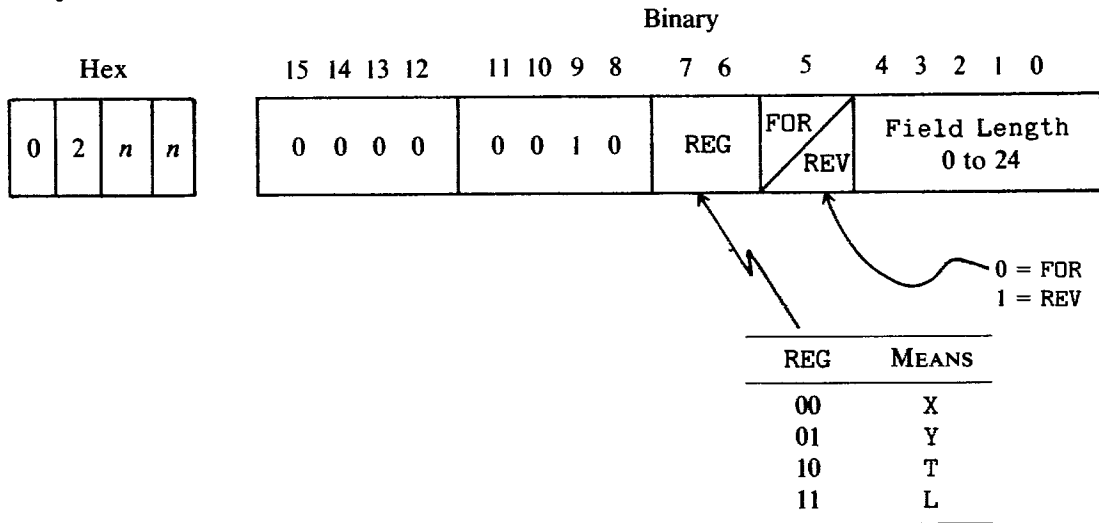 Binary
Hex
15 14 13 12 11 10 9 8 7 6 5 4 3 2 1 0
0 2 n n
0 0 0 0 0 0 1 0 REG FOR REV Field Length
0 to 24
0 = FOR
1 = REV
REG MEANS
00 X
01 Y
10 T
11 L